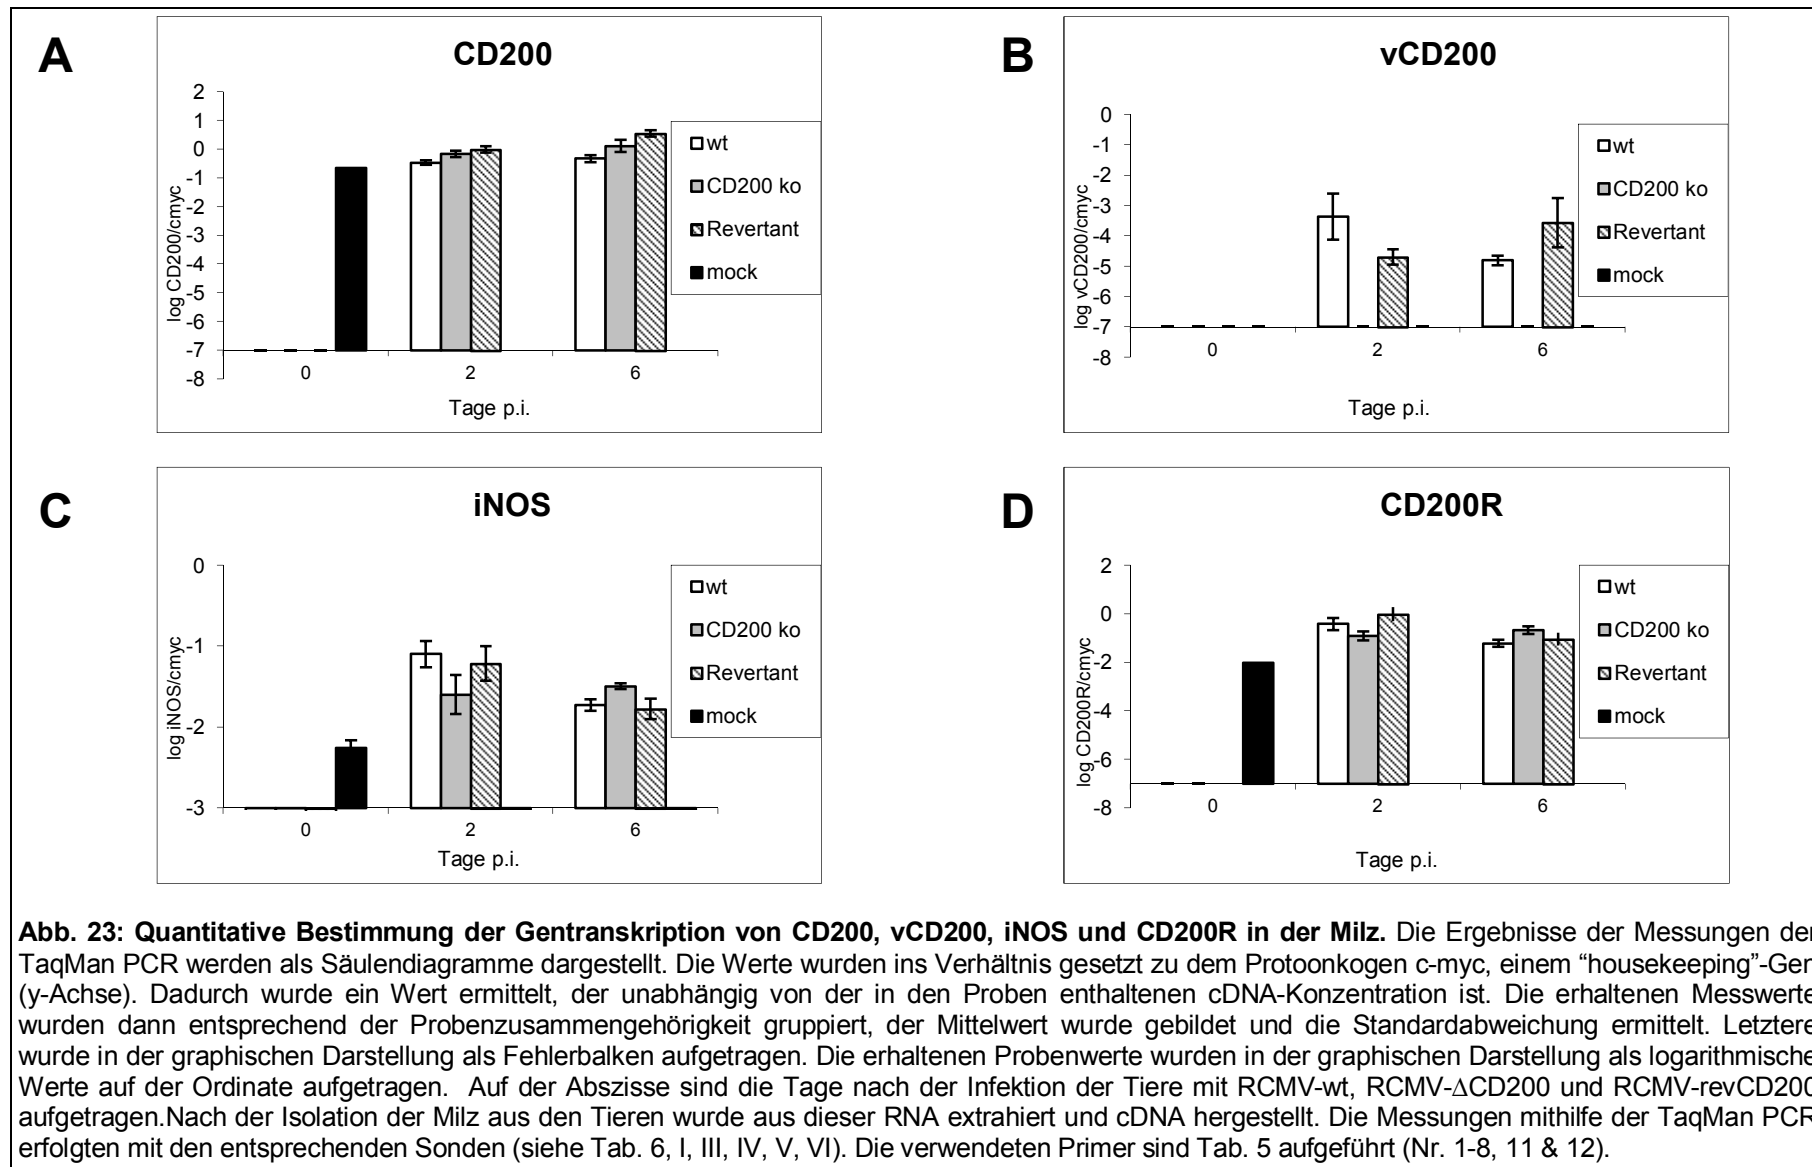 A
CD200
2
1
0
-1
-2
-3
-4
-5
-6
-7
-8
log CD200/cmyc
0 2 6
Tage p.i.
wt
CD200 ko
Revertant
mock
B
vCD200
0
-1
-2
-3
-4
-5
-6
-7
-8
log vCD200/cmyc
0 2 6
Tage p.i.
wt
CD200 ko
Revertant
mock
C
iNOS
0
-1
-2
-3
log iNOS/cmyc
0 2 6
Tage p.i.
wt
CD200 ko
Revertant
mock
D
CD200R
2
0
-2
-4
-6
-8
log CD200R/cmyc
0 2 6
Tage p.i.
wt
CD200 ko
Revertant
mock
Abb. 23: Quantitative Bestimmung der Gentranskription von CD200, vCD200, iNOS und CD200R in der Milz. Die Ergebnisse der Messungen der
TaqMan PCR werden als Säulendiagramme dargestellt. Die Werte wurden ins Verhältnis gesetzt zu dem Protoonkogen c-myc, einem “housekeeping”-Gen
(y-Achse). Dadurch wurde ein Wert ermittelt, der unabhängig von der in den Proben enthaltenen cDNA-Konzentration ist. Die erhaltenen Messwerte
wurden dann entsprechend der Probenzusammengehörigkeit gruppiert, der Mittelwert wurde gebildet und die Standardabweichung ermittelt. Letztere
wurde in der graphischen Darstellung als Fehlerbalken aufgetragen. Die erhaltenen Probenwerte wurden in der graphischen Darstellung als logarithmische
Werte auf der Ordinate aufgetragen. Auf der Abszisse sind die Tage nach der Infektion der Tiere mit RCMV-wt, RCMV-ΔCD200 und RCMV-revCD200
aufgetragen.Nach der Isolation der Milz aus den Tieren wurde aus dieser RNA extrahiert und cDNA hergestellt. Die Messungen mithilfe der TaqMan PCR
erfolgten mit den entsprechenden Sonden (siehe Tab. 6, I, III, IV, V, VI). Die verwendeten Primer sind Tab. 5 aufgeführt (Nr. 1-8, 11 & 12).